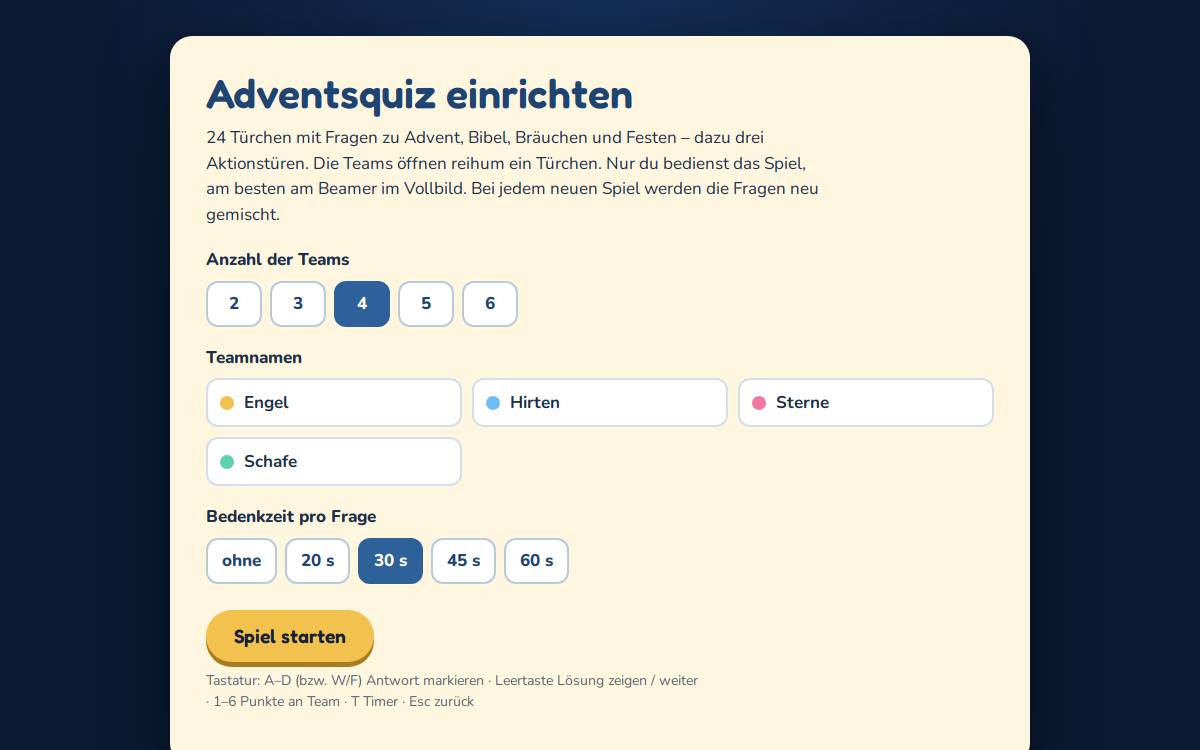 Adventsquiz einrichten
24 Türchen mit Fragen zu Advent, Bibel, Bräuchen und Festen – dazu drei
Aktionstüren. Die Teams öffnen reihum ein Türchen. Nur du bedienst das Spiel,
am besten am Beamer im Vollbild. Bei jedem neuen Spiel werden die Fragen neu
gemischt.
Anzahl der Teams
2 3 4 5 6
Teamnamen
Engel Hirten Sterne
Schafe
Bedenkzeit pro Frage
ohne 20 s 30 s 45 s 60 s
Spiel starten
Tastatur: A–D (bzw. W/F) Antwort markieren · Leertaste Lösung zeigen / weiter
· 1–6 Punkte an Team · T Timer · Esc zurück